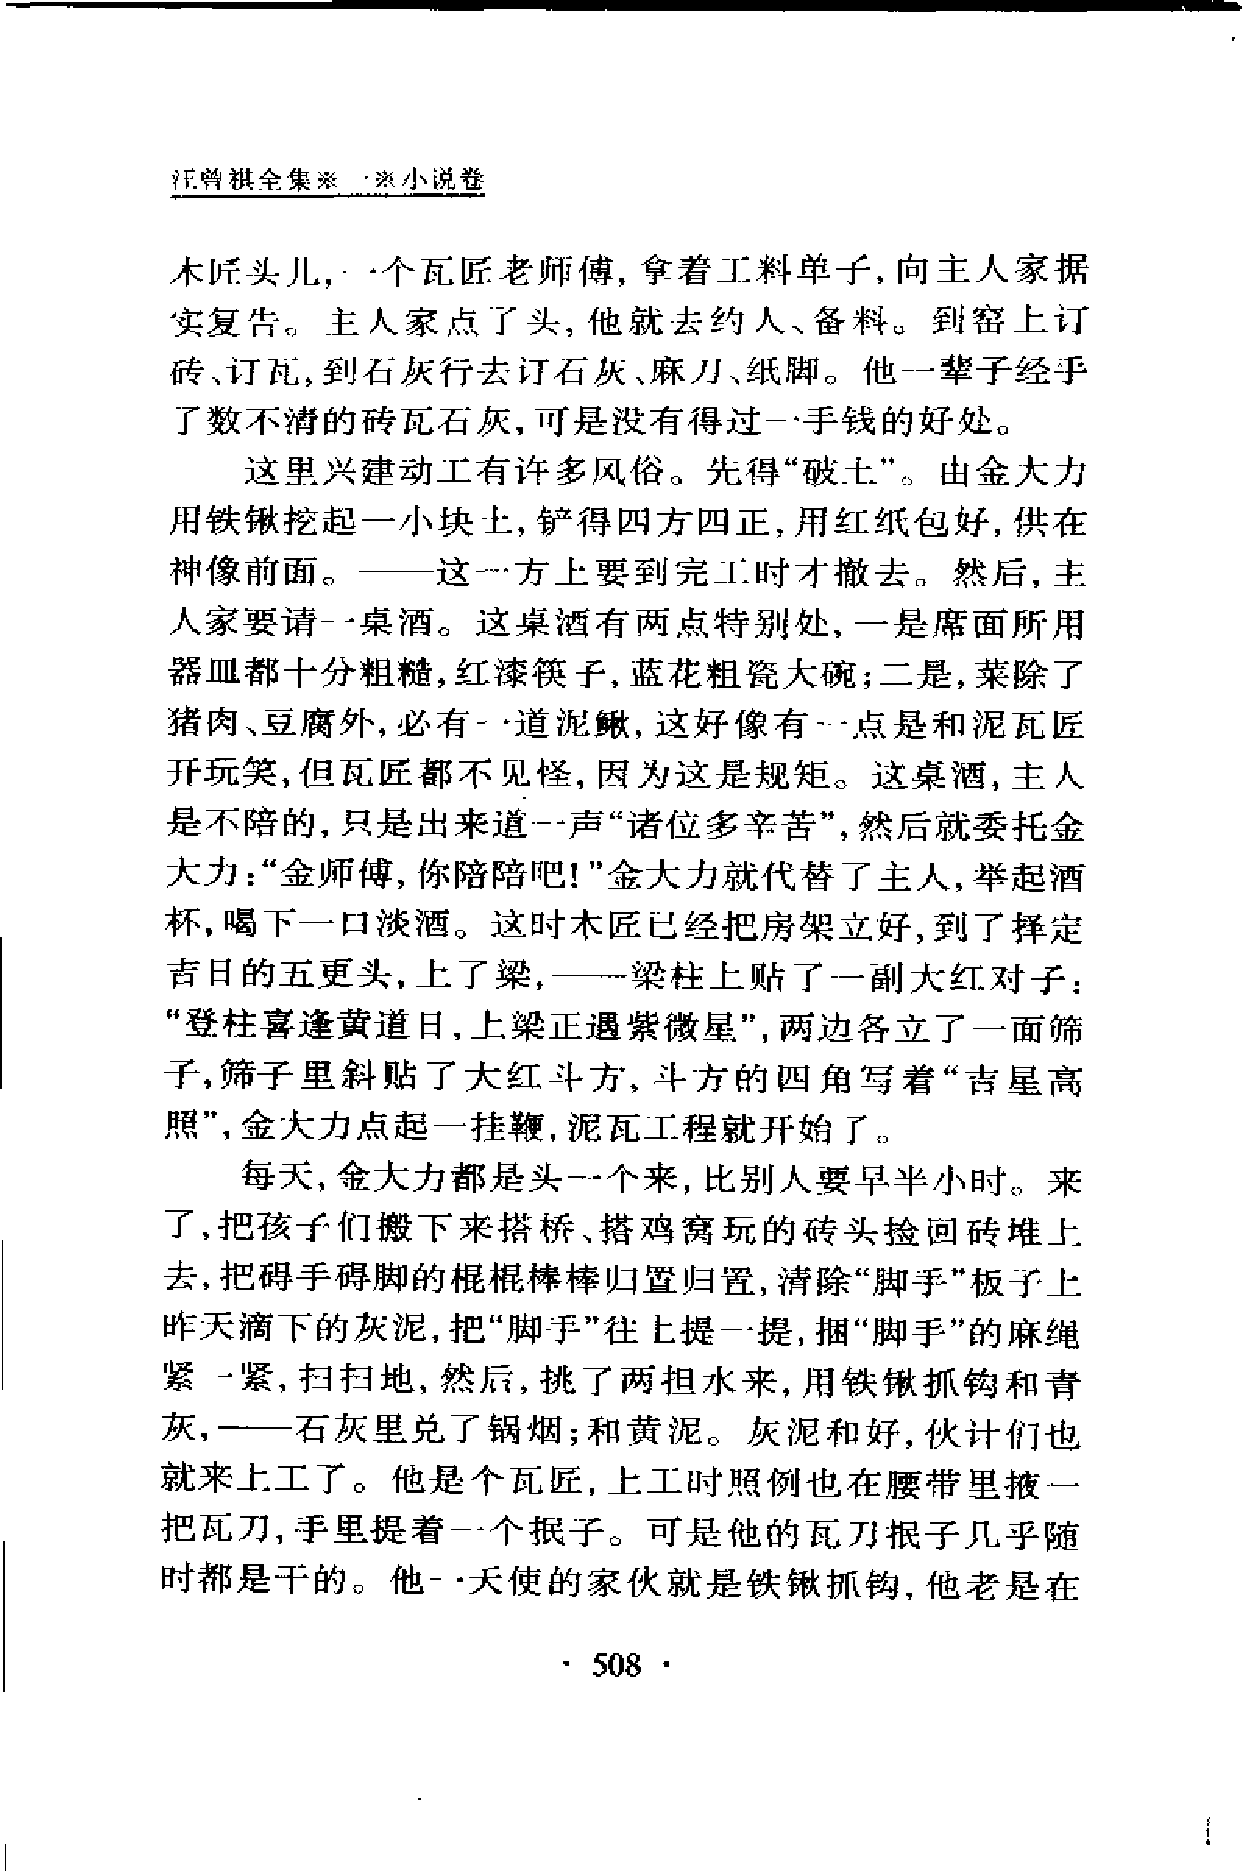 汪曾祺全集※一※小说卷
木匠头儿,一个瓦匠老师傅,拿着工料单子,向主人家据
实复告。主人家点了头,他就去约人、备料。到窑上订
砖、订瓦,到石灰行去订石灰、麻刀、纸脚。他一辈子经手
了数不清的砖瓦石灰,可是没有得过一手钱的好处。
这里兴建动工有许多风俗。先得“破土”。由金大力
用铁锹挖起一小块土,铲得四方四正,用红纸包好,供在
神像前面。——这一方土要到完工时才撤去。然后,主
人家要请一桌酒。这桌酒有两点特别处,一是席面所用
器皿都十分粗糙,红漆筷子,蓝花粗瓷大碗;二是,菜除了
猪肉、豆腐外,必有一道泥鳅,这好像有一点是和泥瓦匠
开玩笑,但瓦匠都不见怪,因为这是规矩。这桌酒,主人
是不陪的,只是出来道一声“诸位多辛苦”,然后就委托金
大力:“金师傅,你陪陪吧!”金大力就代替了主人,举起酒
杯,喝下一口淡酒。这时木匠已经把房架立好,到了择定
吉日的五更头,上了梁,——梁柱上贴了一副大红对子:
“登柱喜逢黄道日,上梁正遇紫微星”,两边各立了一面筛
子,筛子里斜贴了大红斗方,斗方的四角写着“吉星高
照”,金大力点起一挂鞭,泥瓦工程就开始了。
每天,金大力都是头一个来,比别人要早半小时。来
了,把孩子们搬下来搭桥、搭鸡窝玩的砖头捡回砖堆上
去,把碍手碍脚的棍棍棒棒归置归置,清除“脚手”板子上
昨天滴下的灰泥,把“脚手”往上提一提,捆“脚手”的麻绳
紧一紧,扫扫地,然后,挑了两担水来,用铁锹抓钩和青
灰,——石灰里兑了锅烟;和黄泥。灰泥和好,伙计们也
就来上工了。他是个瓦匠,上工时照例也在腰带里掖一
把瓦刀,手里提着一个抿子。可是他的瓦刀抿子几乎随
时都是干的。他一天使的家伙就是铁锹抓钩,他老是在
· 508 ·